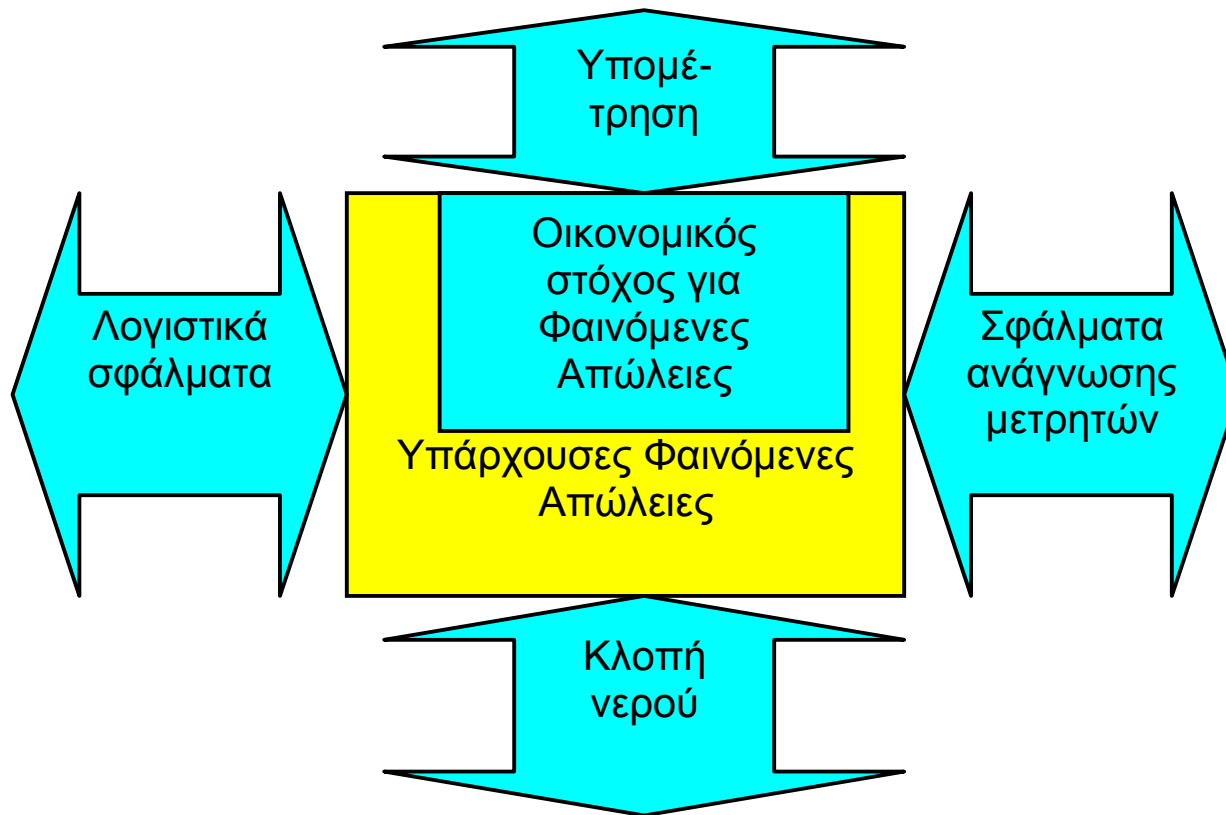 Υπομέ-
τρηση
Οικονομικός
στόχος για
Φαινόμενες
Απώλειες
Λογιστικά
σφάλματα
Σφάλματα
ανάγνωσης
μετρητών
Υπάρχουσες Φαινόμενες
Απώλειες
Κλοπή
νερού